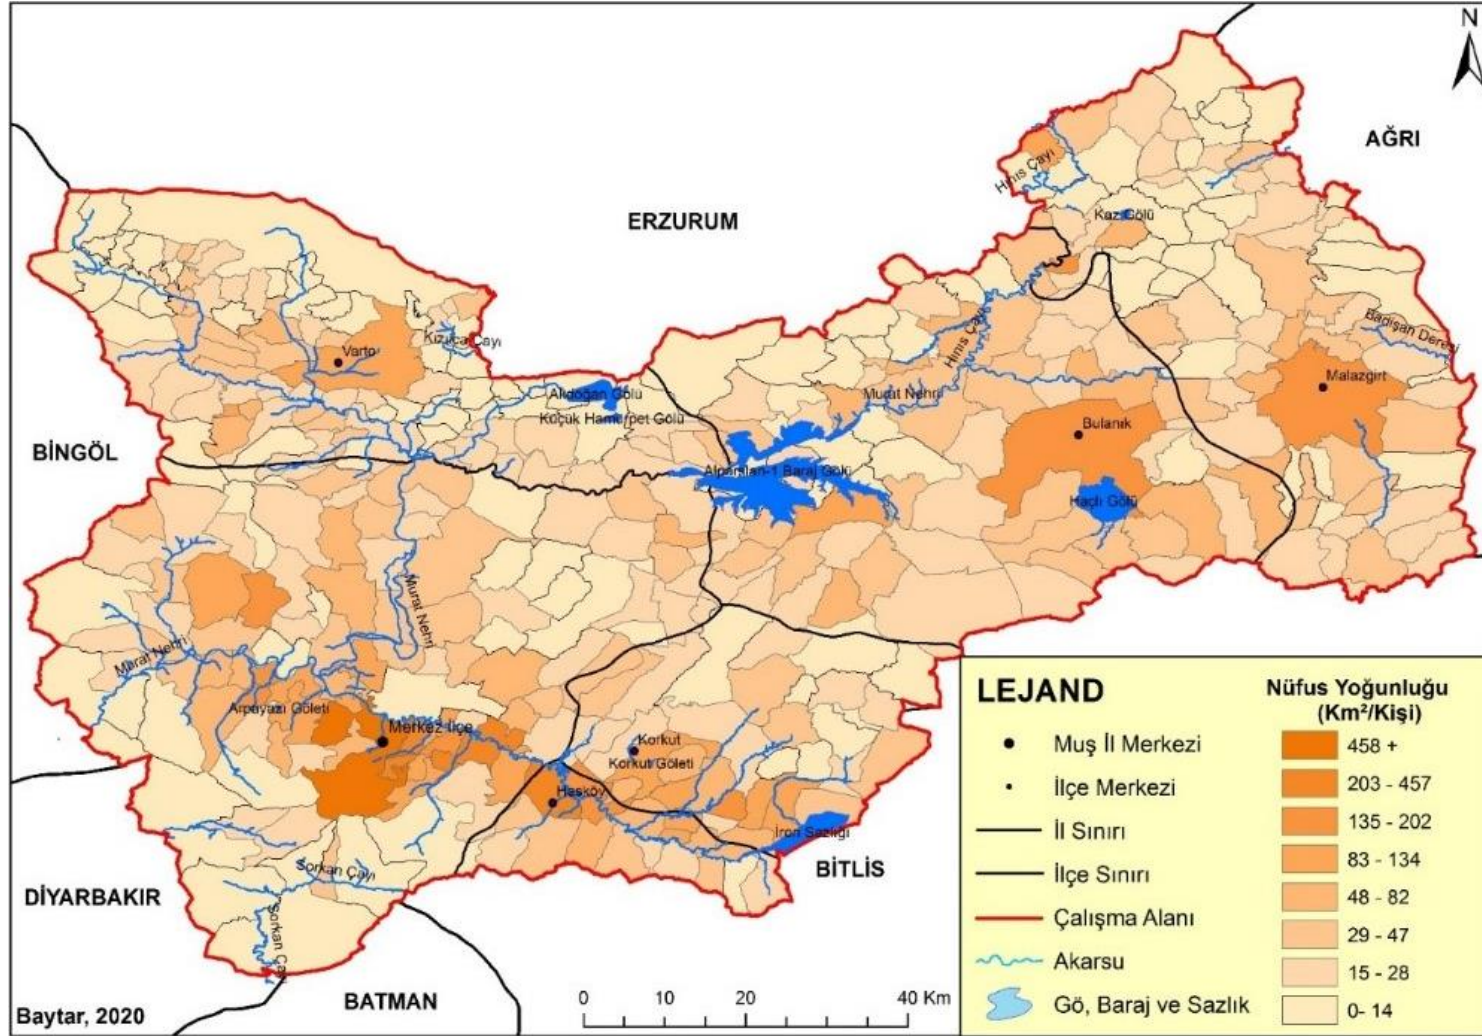 N
AĞRI
Hınıs Çayı
Kaz Gölü
ERZURUM
Badişan Deresi
Kızılca Çayı
Varto
Hınıs Çayı
Malazgirt
Akdoğan Gölü
Küçük Hamurpet Gölü
Murat Nehri
Bulanık
BİNGÖL
Alparslan-1 Baraj Gölü
Haçlı Gölü
Murat Nehri
Murat Nehri
Arpayazı Göleti
Merkez İlçe
Korkut
Korkut Göleti
Hasköy
İron Sazlığı
BİTLİS
Sorkan Çayı
DİYARBAKIR
Sorkan Çayı
BATMAN
Baytar, 2020
0 10 20 40 Km
LEJAND
Muş İl Merkezi
İlçe Merkezi
İl Sınırı
İlçe Sınırı
Çalışma Alanı
Akarsu
Gö, Baraj ve Sazlık
Nüfus Yoğunluğu
(Km²/Kişi)
458 +
203 - 457
135 - 202
83 - 134
48 - 82
29 - 47
15 - 28
0- 14